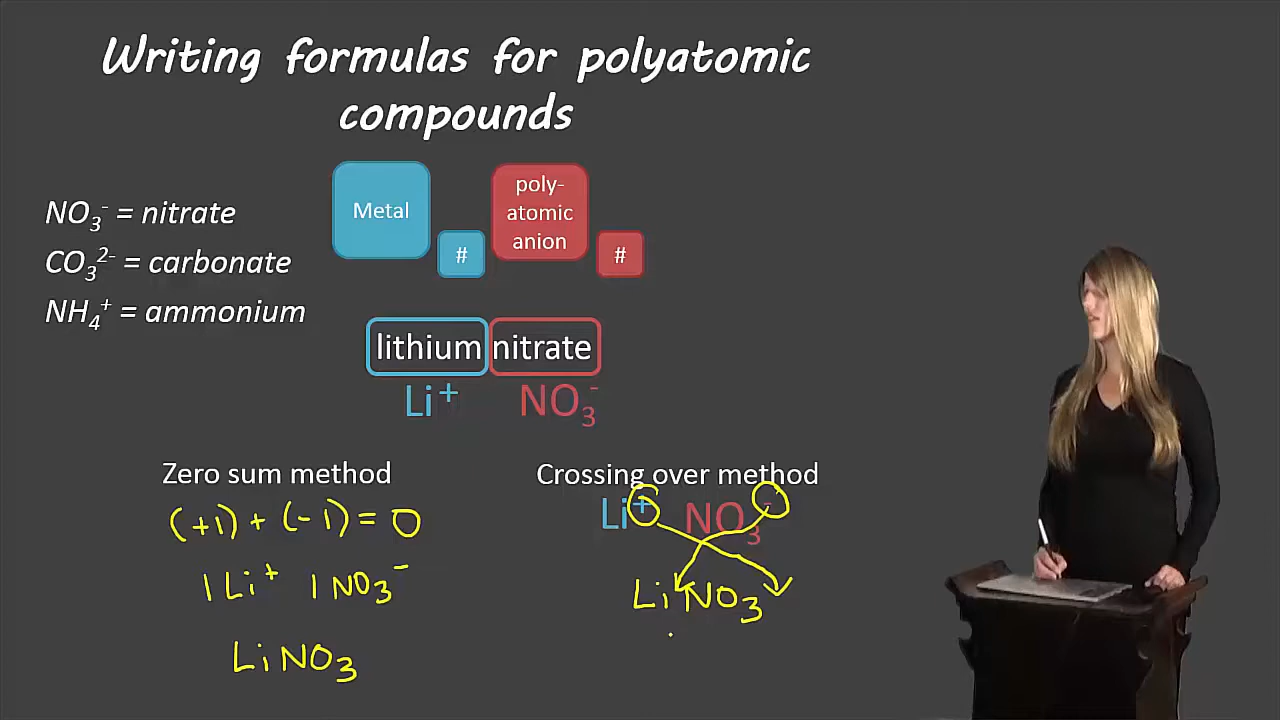 Writing formulas for polyatomic
compounds
NO₃⁻ = nitrate
CO₃²⁻ = carbonate
NH₄⁺ = ammonium
Metal
#
poly-
atomic
anion
#
lithium nitrate
Li⁺ NO₃⁻
Zero sum method
(+1) + (-1) = 0
1 Li⁺ 1 NO₃⁻
LiNO₃
Crossing over method
Li⁺ NO₃⁻
LiNO₃